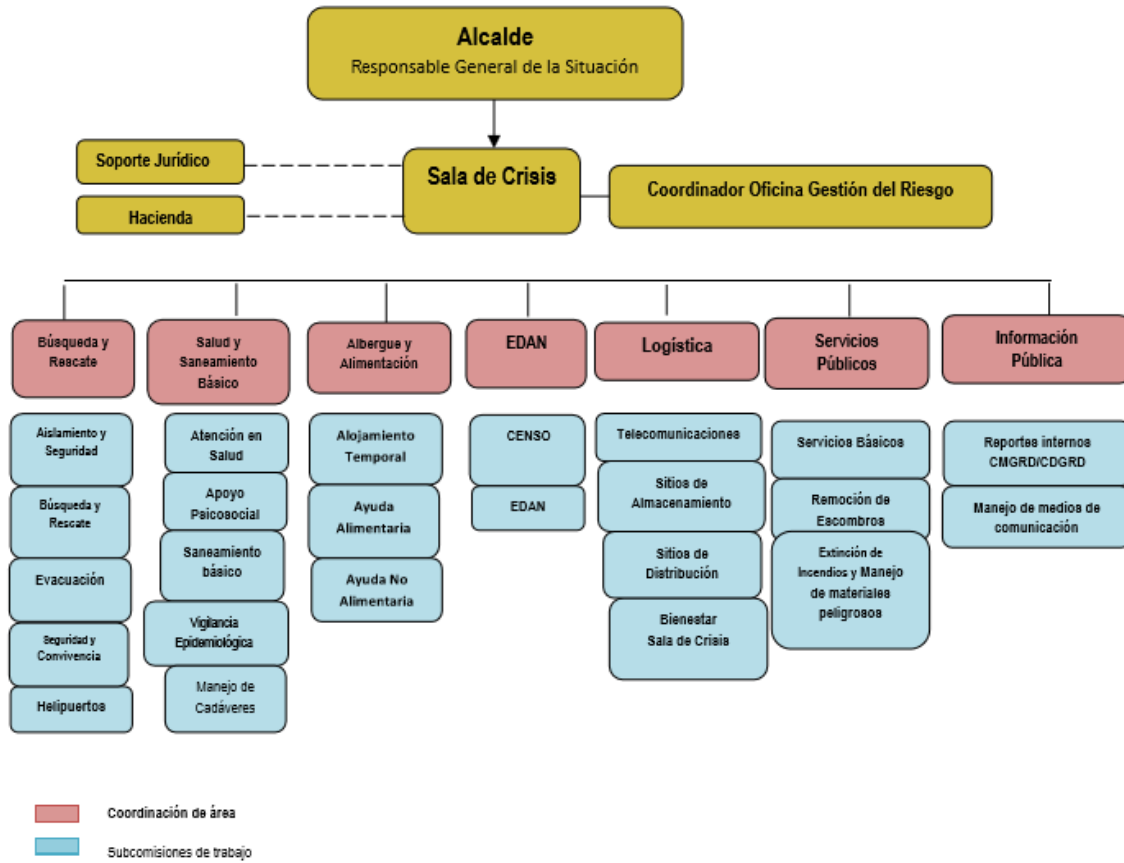 Alcalde
Responsable General de la Situación
Soporte Jurídico
Sala de Crisis
Coordinador Oficina Gestión del Riesgo
Hacienda
Búsqueda y
Rescate
Salud y
Saneamiento
Básico
Albergue y
Alimentación
EDAN
Logística
Servicios
Públicos
Información
Pública
Aislamiento y
Seguridad
Búsqueda y
Rescate
Evacuación
Seguridad y
Convivencia
Helipuertos
Atención en
Salud
Apoyo
Psicosocial
Saneamiento
básico
Vigilancia
Epidemiológica
Manejo de
Cadáveres
Alojamiento
Temporal
Ayuda
Alimentaria
Ayuda No
Alimentaria
CENSO
EDAN
Telecomunicaciones
Sitios de
Almacenamiento
Sitios de
Distribución
Bienestar
Sala de Crisis
Servicios Básicos
Remoción de
Escombros
Extinción de
Incendios y Manejo
de materiales
peligrosos
Reportes internos
CMGRD/CDGRD
Manejo de medios de
comunicación
Coordinación de área
Subcomisiones de trabajo